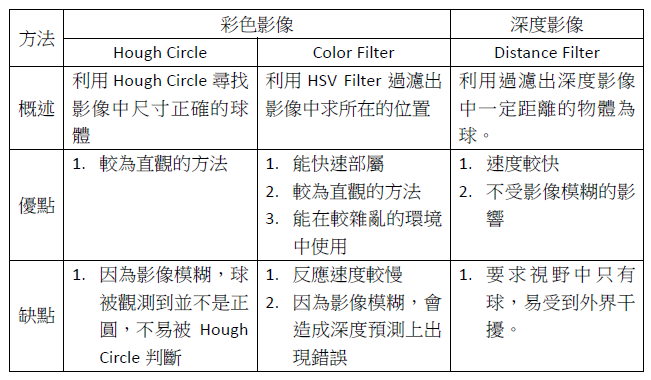 方法
彩色影像
深度影像
Hough Circle
Color Filter
Distance Filter
概述
利用 Hough Circle 尋找
影像中尺寸正確的球
體
利用 HSV Filter 過濾出
影像中求所在的位置
利用過濾出深度影像
中一定距離的物體為
球。
優點
1. 較為直觀的方法
1. 能快速部屬
2. 較為直觀的方法
3. 能在較雜亂的環境
中使用
1. 速度較快
2. 不受影像模糊的影
響
缺點
1. 因為影像模糊，球
被觀測到並不是正
圓，不易被 Hough
Circle 判斷
1. 反應速度較慢
2. 因為影像模糊，會
造成深度預測上出
現錯誤
1. 要求視野中只有
球，易受到外界干
擾。